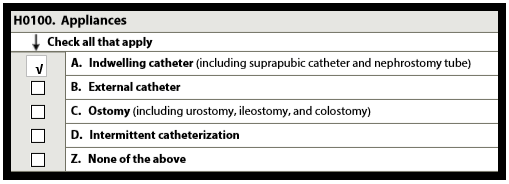 H0100. Appliances
↓ Check all that apply
√ A. Indwelling catheter (including suprapubic catheter and nephrostomy tube)
☐ B. External catheter
☐ C. Ostomy (including urostomy, ileostomy, and colostomy)
☐ D. Intermittent catheterization
☐ Z. None of the above